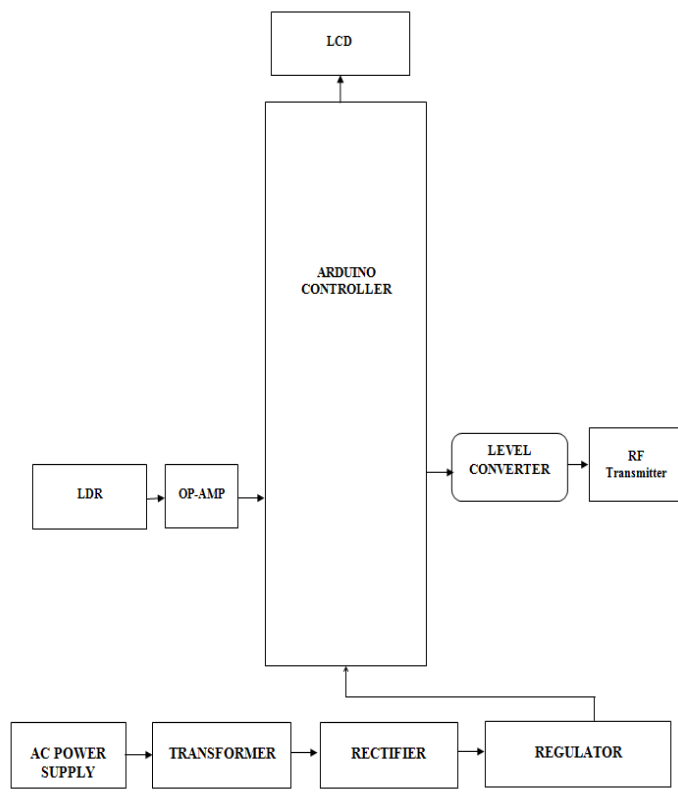 LCD
ARDUINO
CONTROLLER
LEVEL
CONVERTER
RF
Transmitter
LDR
OP-AMP
AC POWER
SUPPLY
TRANSFORMER
RECTIFIER
REGULATOR